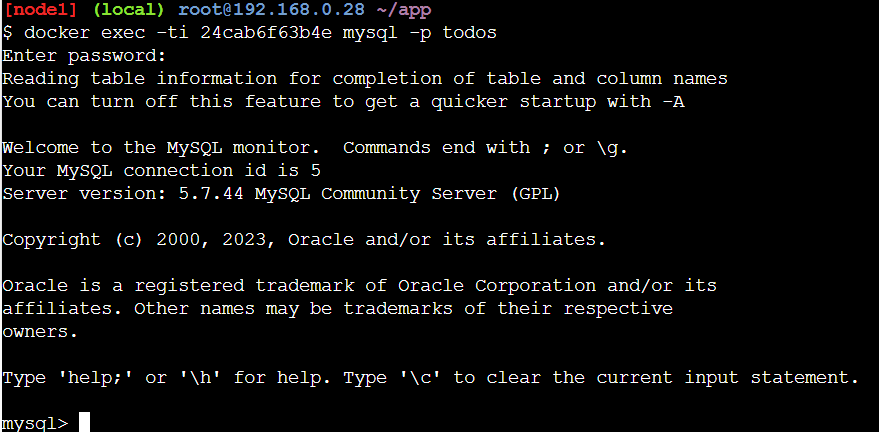 [node1] (local) root@192.168.0.28 ~/app
$ docker exec -ti 24cab6f63b4e mysql -p todos
Enter password:
Reading table information for completion of table and column names
You can turn off this feature to get a quicker startup with -A
Welcome to the MySQL monitor.  Commands end with ; or \g.
Your MySQL connection id is 5
Server version: 5.7.44 MySQL Community Server (GPL)
Copyright (c) 2000, 2023, Oracle and/or its affiliates.
Oracle is a registered trademark of Oracle Corporation and/or its
affiliates. Other names may be trademarks of their respective
owners.
Type 'help;' or '\h' for help. Type '\c' to clear the current input statement.
mysql>